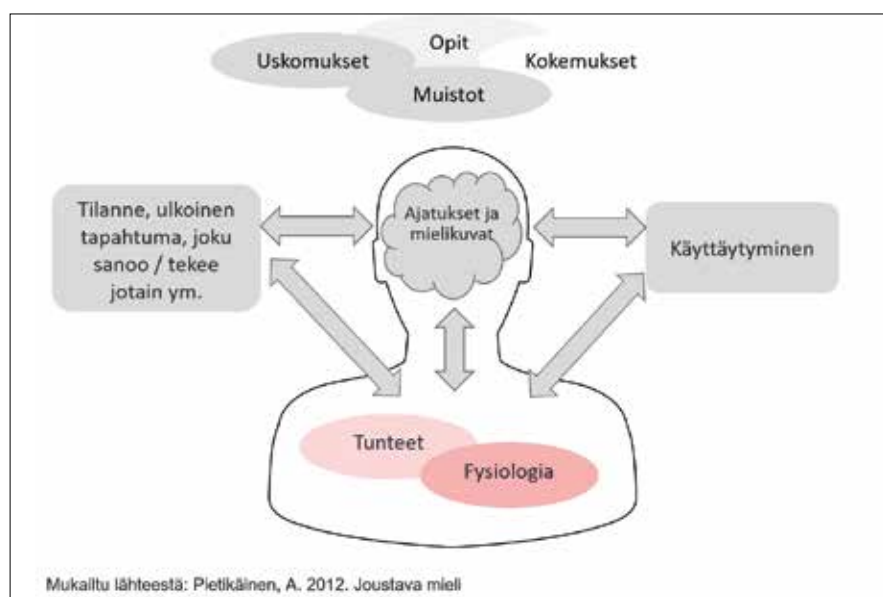 Opit
Uskomukset
Kokemukset
Muistot
Tilanne, ulkoinen
tapahtuma, joku
sanoo / tekee
jotain ym.
Ajatukset ja
mielikuvat
Käyttäytyminen
Tunteet
Fysiologia
Mukailtu lähteestä: Pietikäinen, A. 2012. Joustava mieli